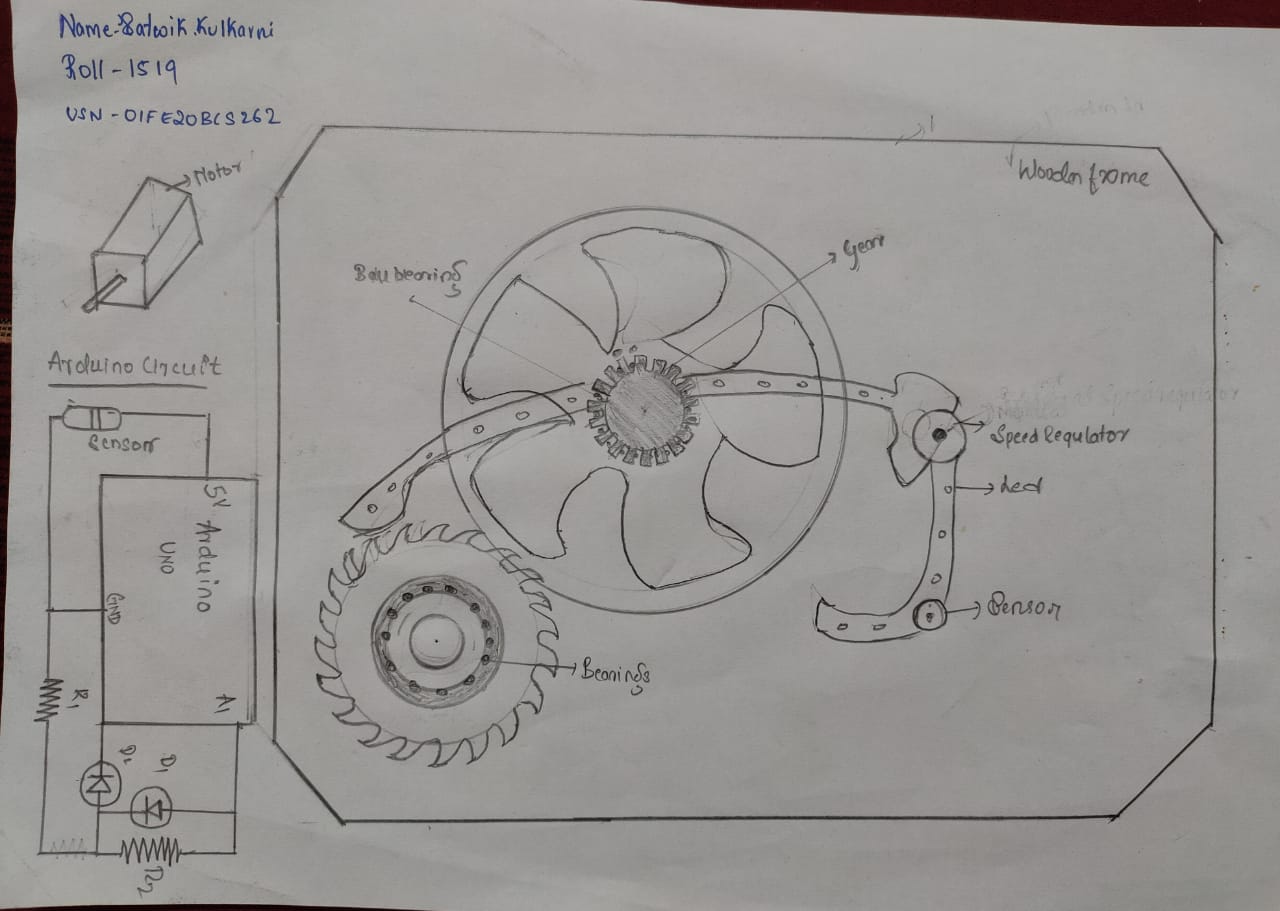 Name-Satwik.Kulkarni
Roll-1519
USN-01FE20BCS262
Motor
Wooden frame
Gear
Ball bearings
Arduino Circuit
Sensor
Speed Regulator
Led
5V
Arduino
UNO
GND
Sensor
Bearings
R1
A1
D2
D1
R2